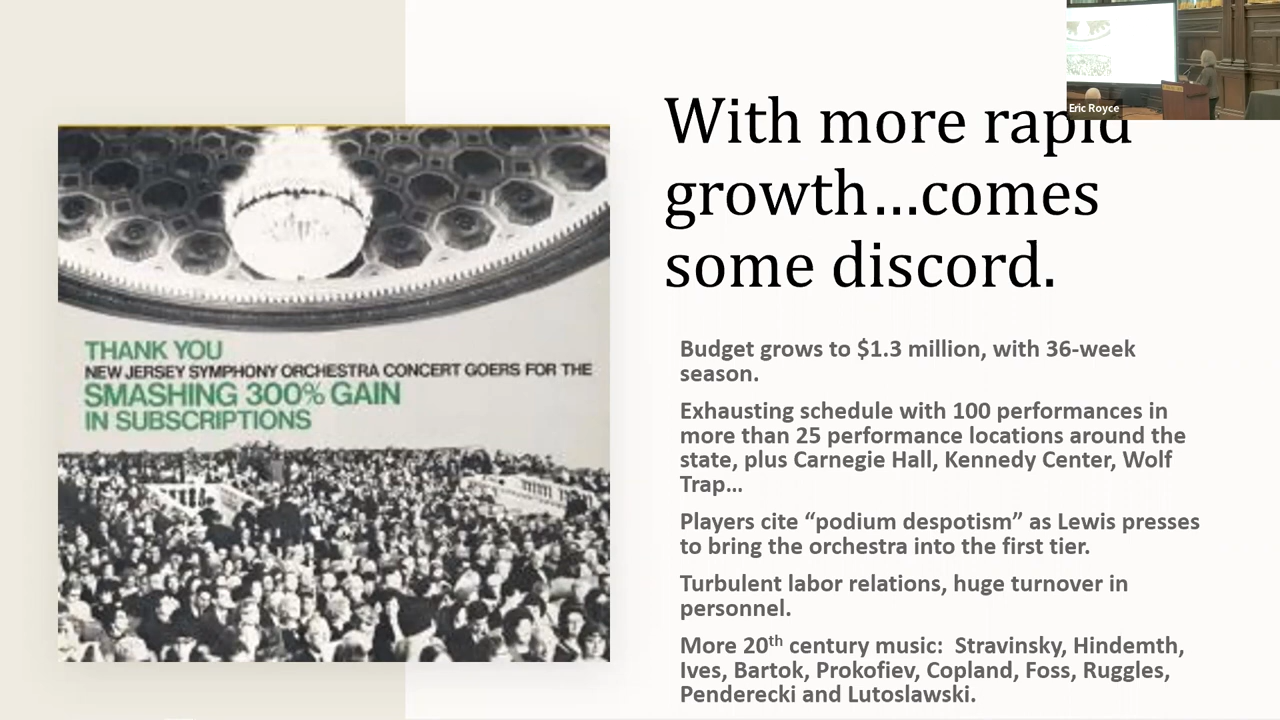 Eric Royce
With more rapid
growth…comes
some discord.
THANK YOU
NEW JERSEY SYMPHONY ORCHESTRA CONCERT GOERS FOR THE
SMASHING 300% GAIN
IN SUBSCRIPTIONS
Budget grows to $1.3 million, with 36-week
season.
Exhausting schedule with 100 performances in
more than 25 performance locations around the
state, plus Carnegie Hall, Kennedy Center, Wolf
Trap…
Players cite “podium despotism” as Lewis presses
to bring the orchestra into the first tier.
Turbulent labor relations, huge turnover in
personnel.
More 20th century music:  Stravinsky, Hindemth,
Ives, Bartok, Prokofiev, Copland, Foss, Ruggles,
Penderecki and Lutoslawski.